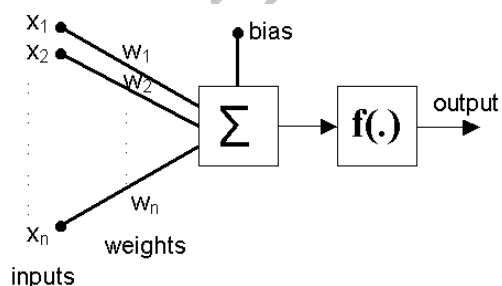 x1
w1
bias
x2
w2
Σ
f(.)
output
wn
xn
weights
inputs